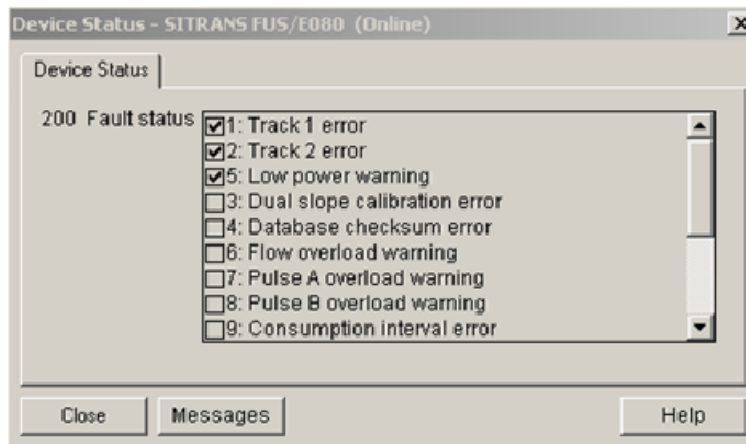 Device Status - SITRANS FUS/E080 (Online)
Device Status
200 Fault status
1: Track 1 error
2: Track 2 error
5: Low power warning
3: Dual slope calibration error
4: Database checksum error
6: Flow overload warning
7: Pulse A overload warning
8: Pulse B overload warning
9: Consumption interval error
Close Messages Help